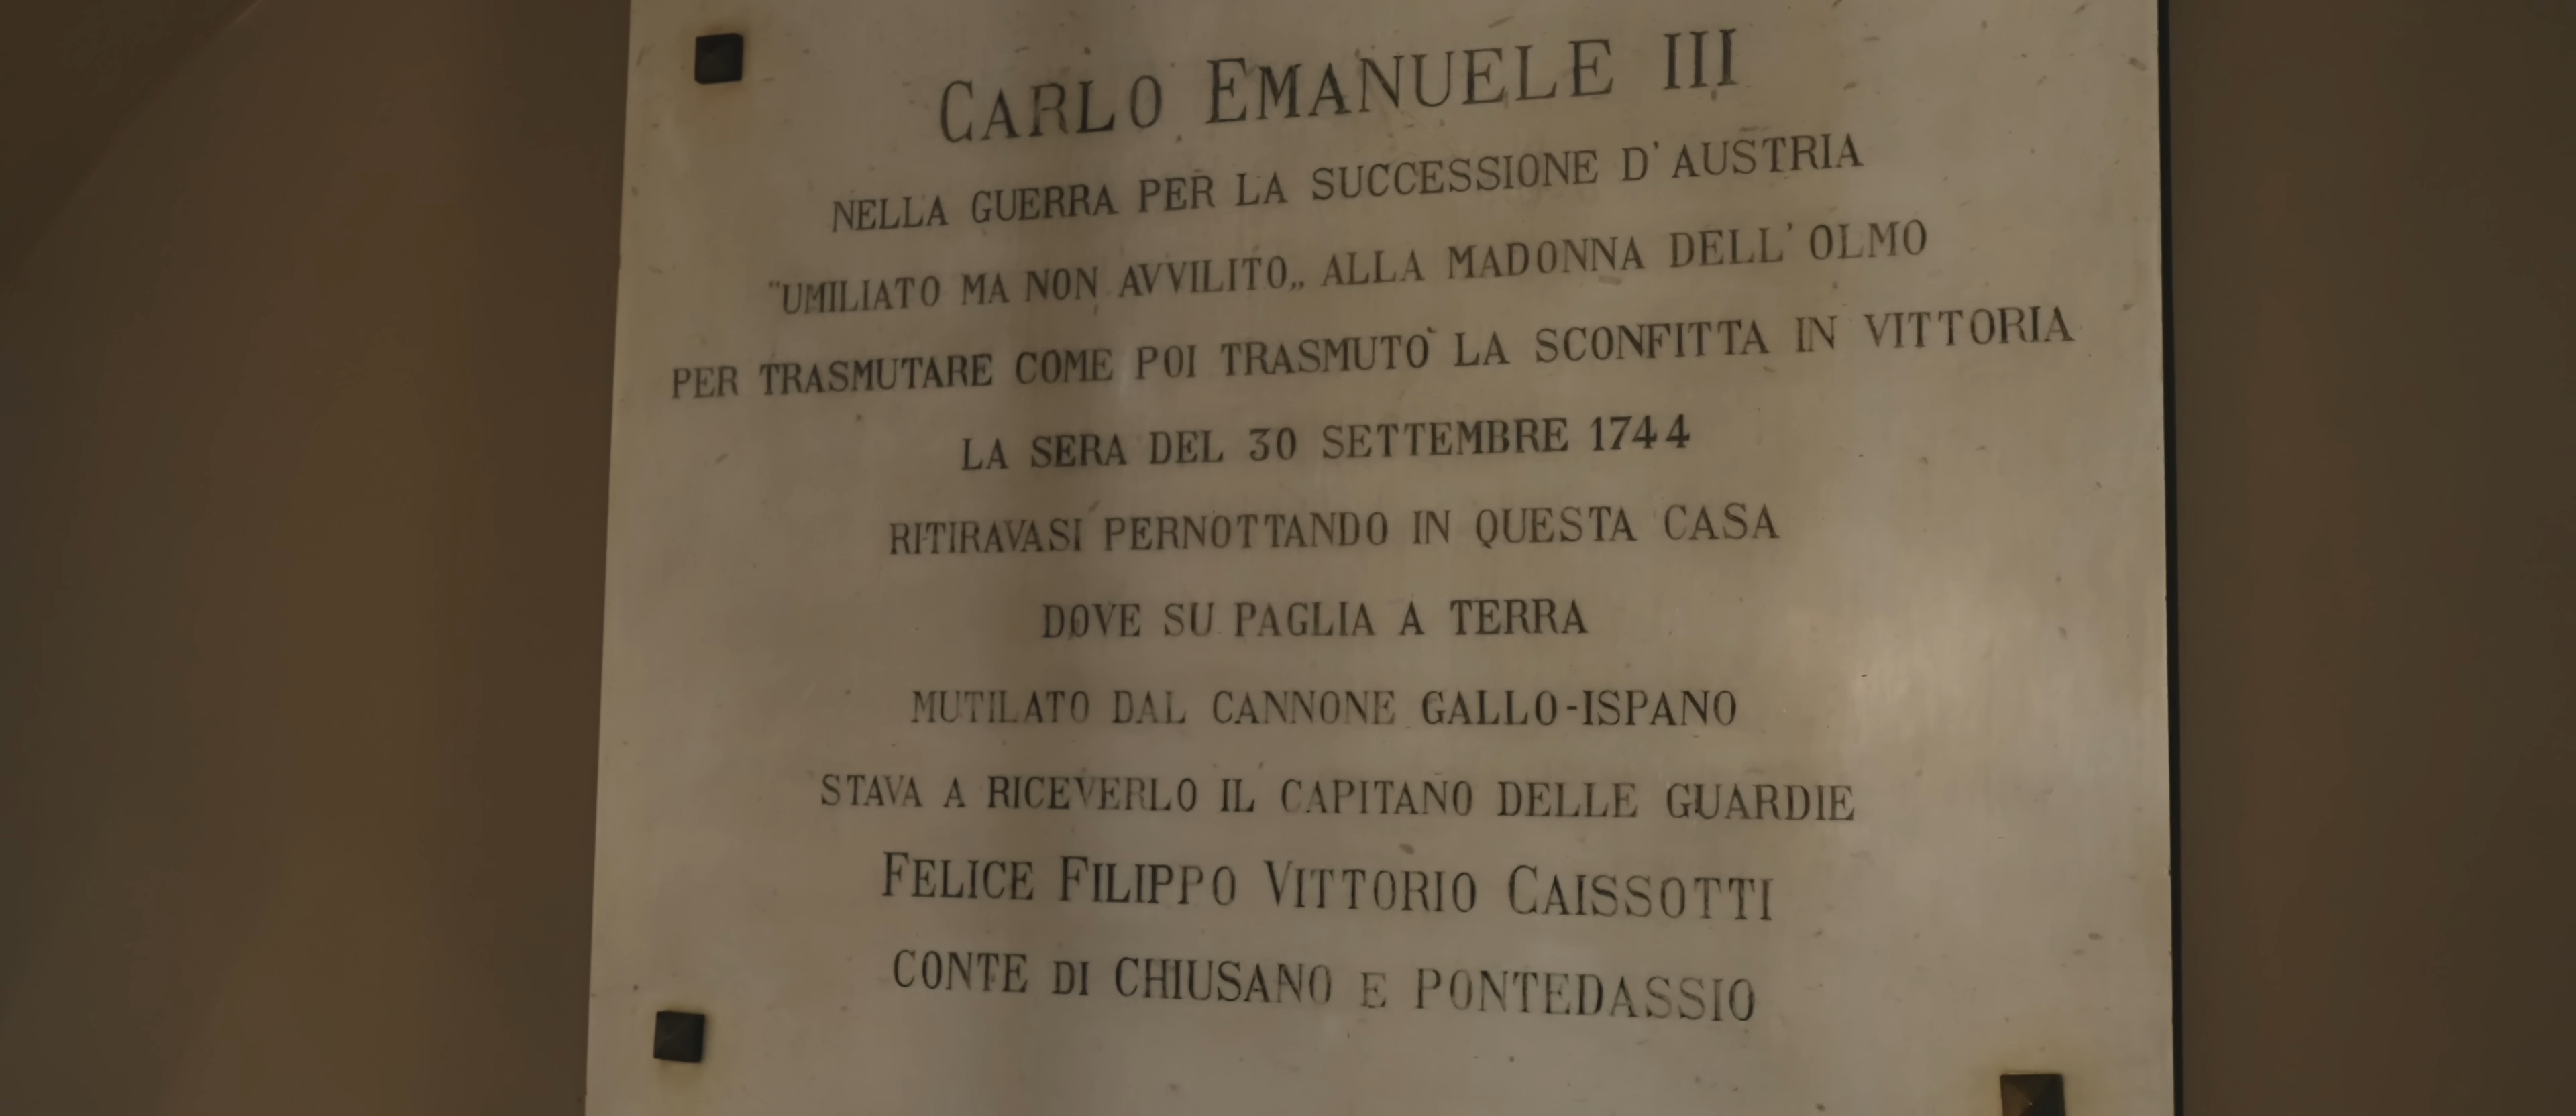 CARLO EMANUELE III
NELLA GUERRA PER LA SUCCESSIONE D'AUSTRIA
"UMILIATO MA NON AVVILITO„ ALLA MADONNA DELL'OLMO
PER TRASMUTARE COME POI TRASMUTÒ LA SCONFITTA IN VITTORIA
LA SERA DEL 30 SETTEMBRE 1744
RITIRAVASI PERNOTTANDO IN QUESTA CASA
DOVE SU PAGLIA A TERRA
MUTILATO DAL CANNONE GALLO-ISPANO
STAVA A RICEVERLO IL CAPITANO DELLE GUARDIE
FELICE FILIPPO VITTORIO CAISSOTTI
CONTE DI CHIUSANO E PONTEDASSIO